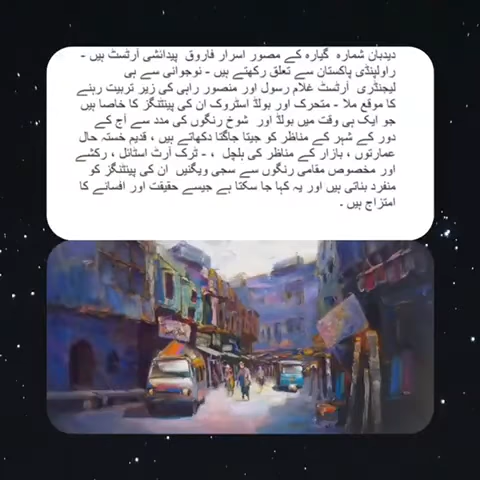 دیدبان شمارہ گیارہ کے مصور اسرار فاروق پیدائشی آرٹسٹ ہیں -
راولپنڈی پاکستان سے تعلق رکھتے ہیں - نوجوانی سے ہی
لیجنڈری آرٹسٹ غلام رسول اور منصور راہی کی زیر تربیت رہنے
کا موقع ملا - متحرک اور بولڈ اسٹروک ان کی پینٹنگز کا خاصا ہیں
جو ایک ہی وقت میں بولڈ اور شوخ رنگوں کی مدد سے آج کے
دور کے شہر کے مناظر کو جیتا جاگتا دکھاتے ہیں ، قدیم خستہ حال
عمارتوں ، بازار کے مناظر کی ہلچل ، - ٹرک آرٹ اسٹائل ، رکشے
اور مخصوص مقامی رنگوں سے سجی ویگنیں ان کی پینٹنگز کو
منفرد بناتی ہیں اور یہ کہا جا سکتا ہے جیسے حقیقت اور افسانے کا
امتزاج ہیں ۔